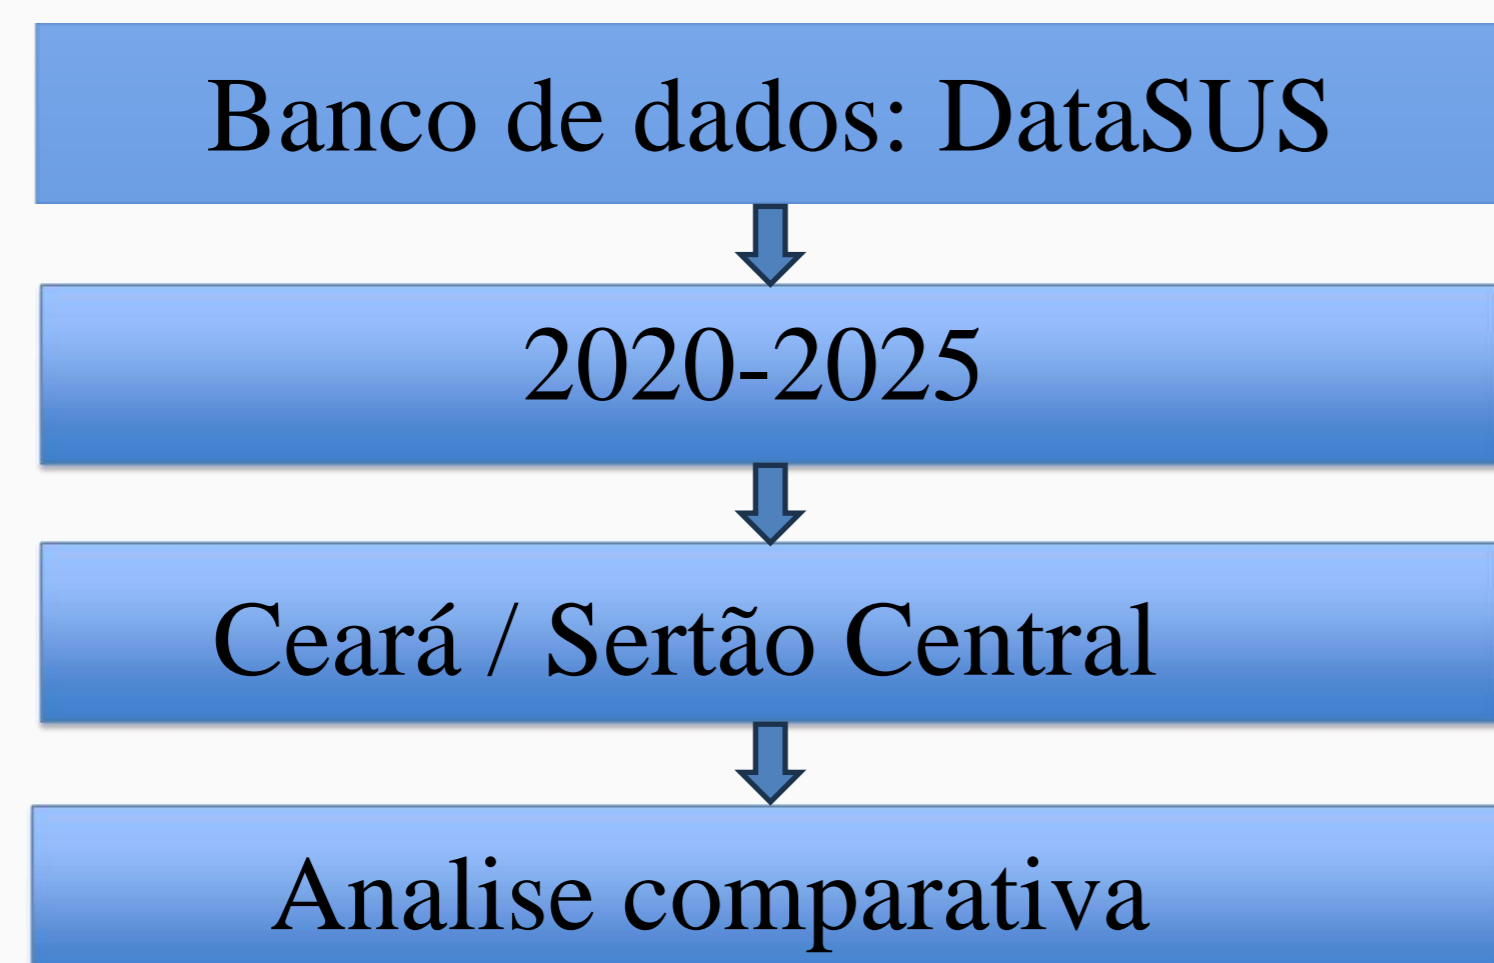 Banco de dados: DataSUS
2020-2025
Ceará / Sertão Central
Analise comparativa